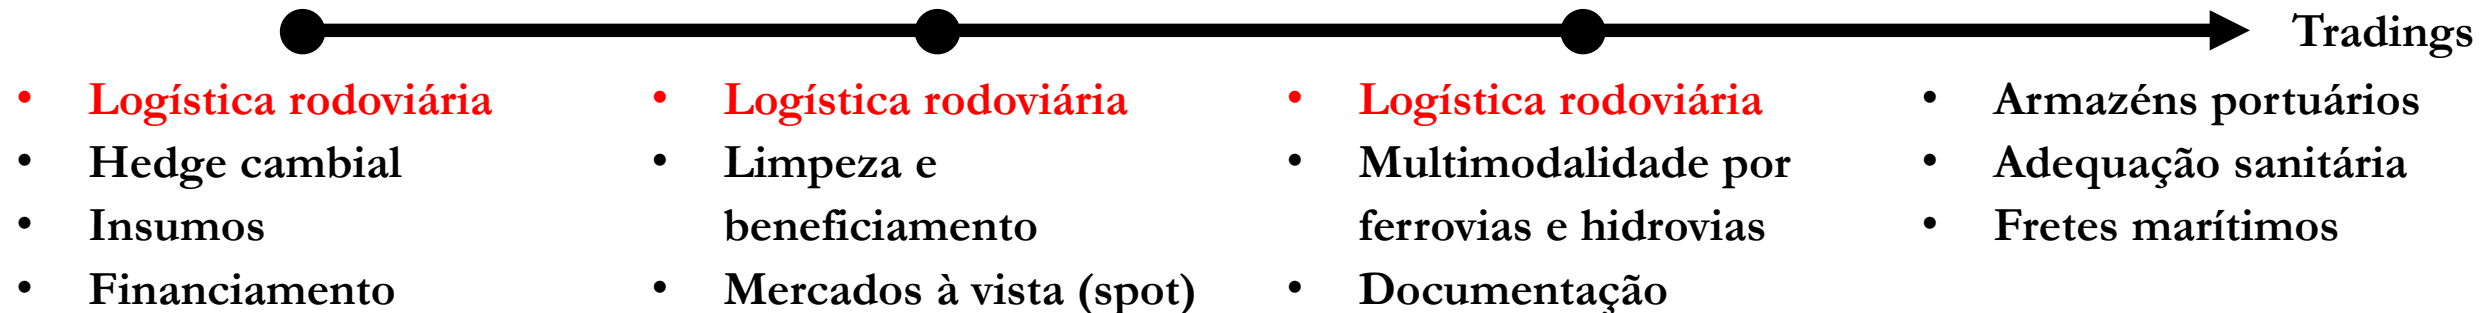 Tradings
• Logística rodoviária
• Hedge cambial
• Insumos
• Financiamento
• Logística rodoviária
• Limpeza e
beneficiamento
• Mercados à vista (spot)
• Logística rodoviária
• Multimodalidade por
ferrovias e hidrovias
• Documentação
• Armazéns portuários
• Adequação sanitária
• Fretes marítimos